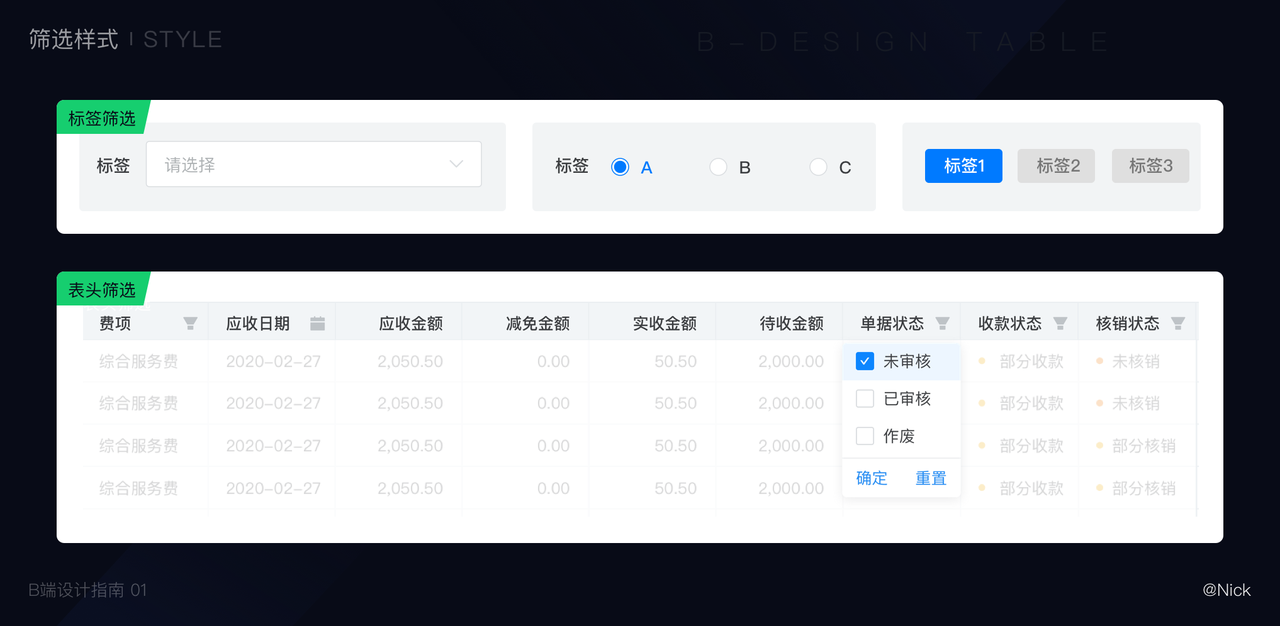 筛选样式 | STYLE
B-DESIGN TABLE
标签筛选
标签 请选择
标签 A B C
标签1 标签2 标签3
表头筛选
费项 应收日期 应收金额 减免金额 实收金额 待收金额 单据状态 收款状态 核销状态
综合服务费 2020-02-27 2,050.50 0.00 50.50 2,000.00 未审核 部分收款 未核销
综合服务费 2020-02-27 2,050.50 0.00 50.50 2,000.00 已审核 部分收款 未核销
综合服务费 2020-02-27 2,050.50 0.00 50.50 2,000.00 作废 部分收款 部分核销
综合服务费 2020-02-27 2,050.50 0.00 50.50 2,000.00 确定 重置 部分收款 部分核销
B端设计指南 01
@Nick